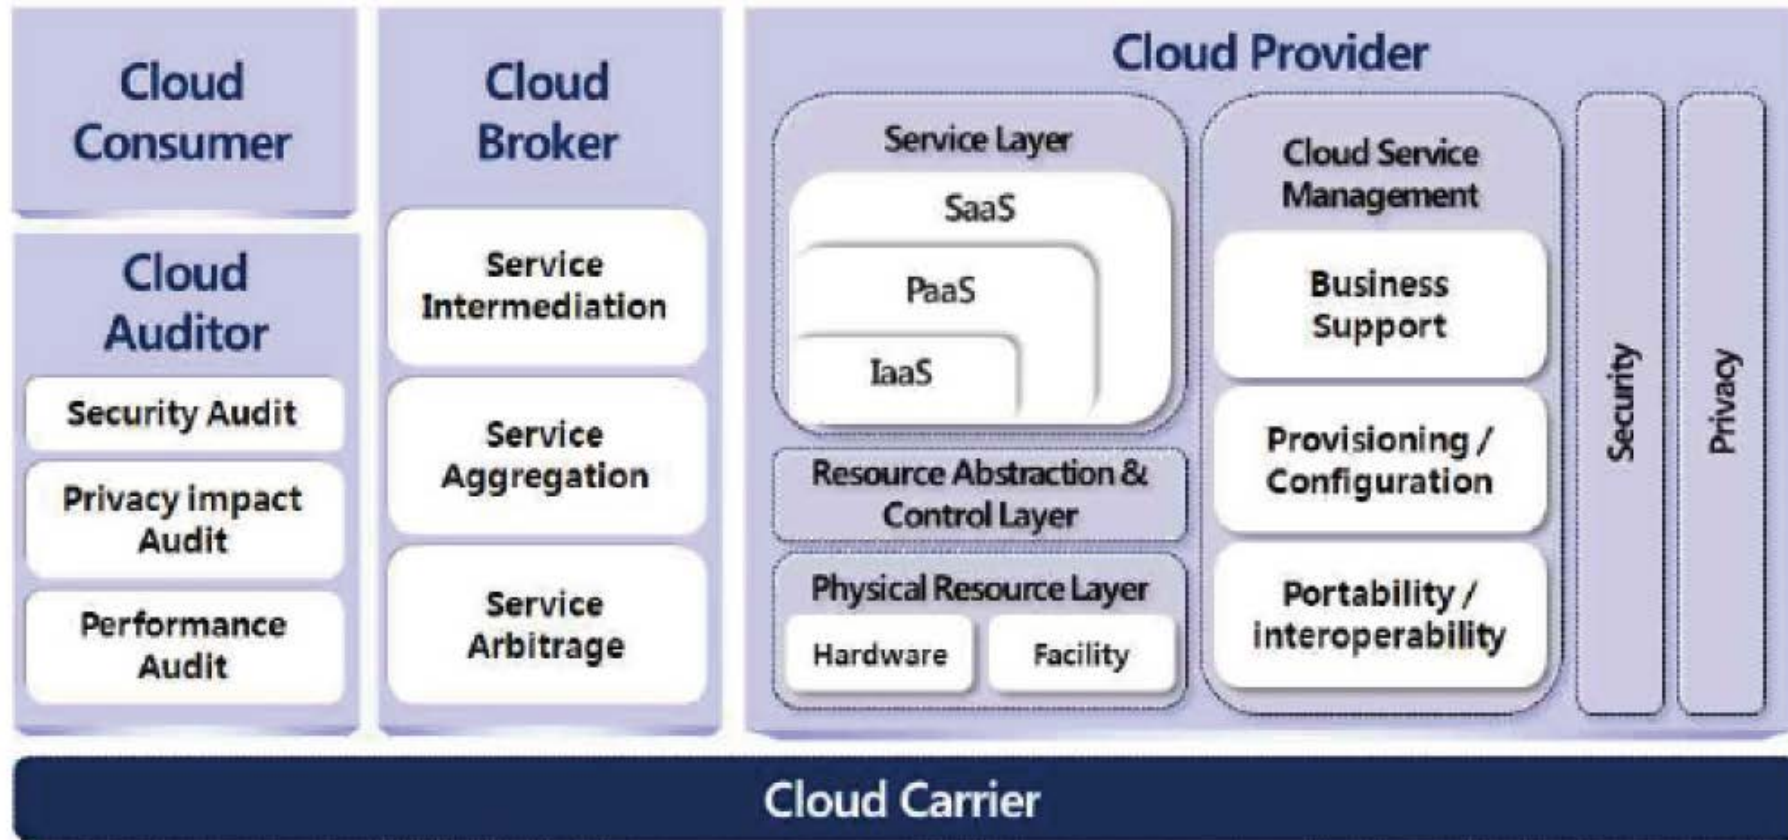 Cloud
Consumer
Cloud
Auditor
Security Audit
Privacy impact
Audit
Performance
Audit
Cloud
Broker
Service
Intermediation
Service
Aggregation
Service
Arbitrage
Cloud Provider
Service Layer
SaaS
PaaS
IaaS
Resource Abstraction &
Control Layer
Physical Resource Layer
Hardware
Facility
Cloud Service
Management
Business
Support
Provisioning /
Configuration
Portability /
interoperability
Security
Privacy
Cloud Carrier